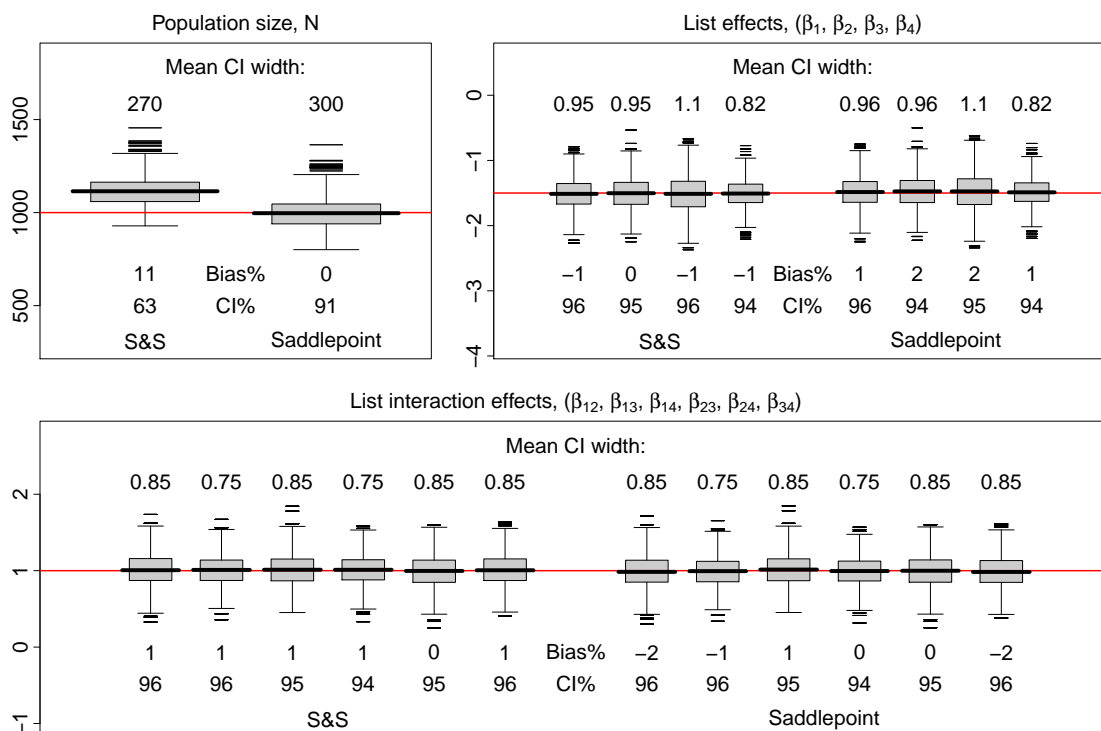 Population size, N
Mean CI width:
270 300
1500
1000
500
11 Bias% 0
63 CI% 91
S&S Saddlepoint
List effects, (β1, β2, β3, β4)
Mean CI width:
0.95 0.95 1.1 0.82 0.96 0.96 1.1 0.82
0
−1
−2
−3
−4
−1 0 −1 −1 Bias% 1 2 2 1
96 95 96 94 CI% 96 94 95 94
S&S Saddlepoint
List interaction effects, (β12, β13, β14, β23, β24, β34)
Mean CI width:
0.85 0.75 0.85 0.75 0.85 0.85 0.85 0.75 0.85 0.75 0.85 0.85
2
1
0
−1
1 1 1 1 0 1 Bias% −2 −1 1 0 0 −2
96 96 95 94 95 96 CI% 96 96 95 94 95 96
S&S Saddlepoint